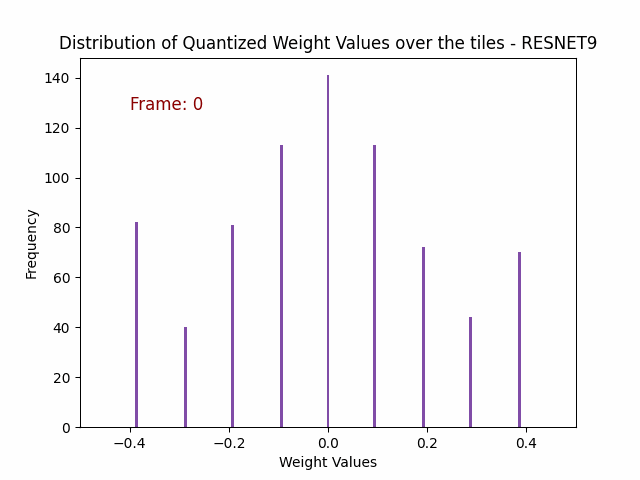 Distribution of Quantized Weight Values over the tiles - RESNET9
Frame: 0
140
120
100
80
60
40
20
0
Frequency
−0.4 −0.2 0.0 0.2 0.4
Weight Values